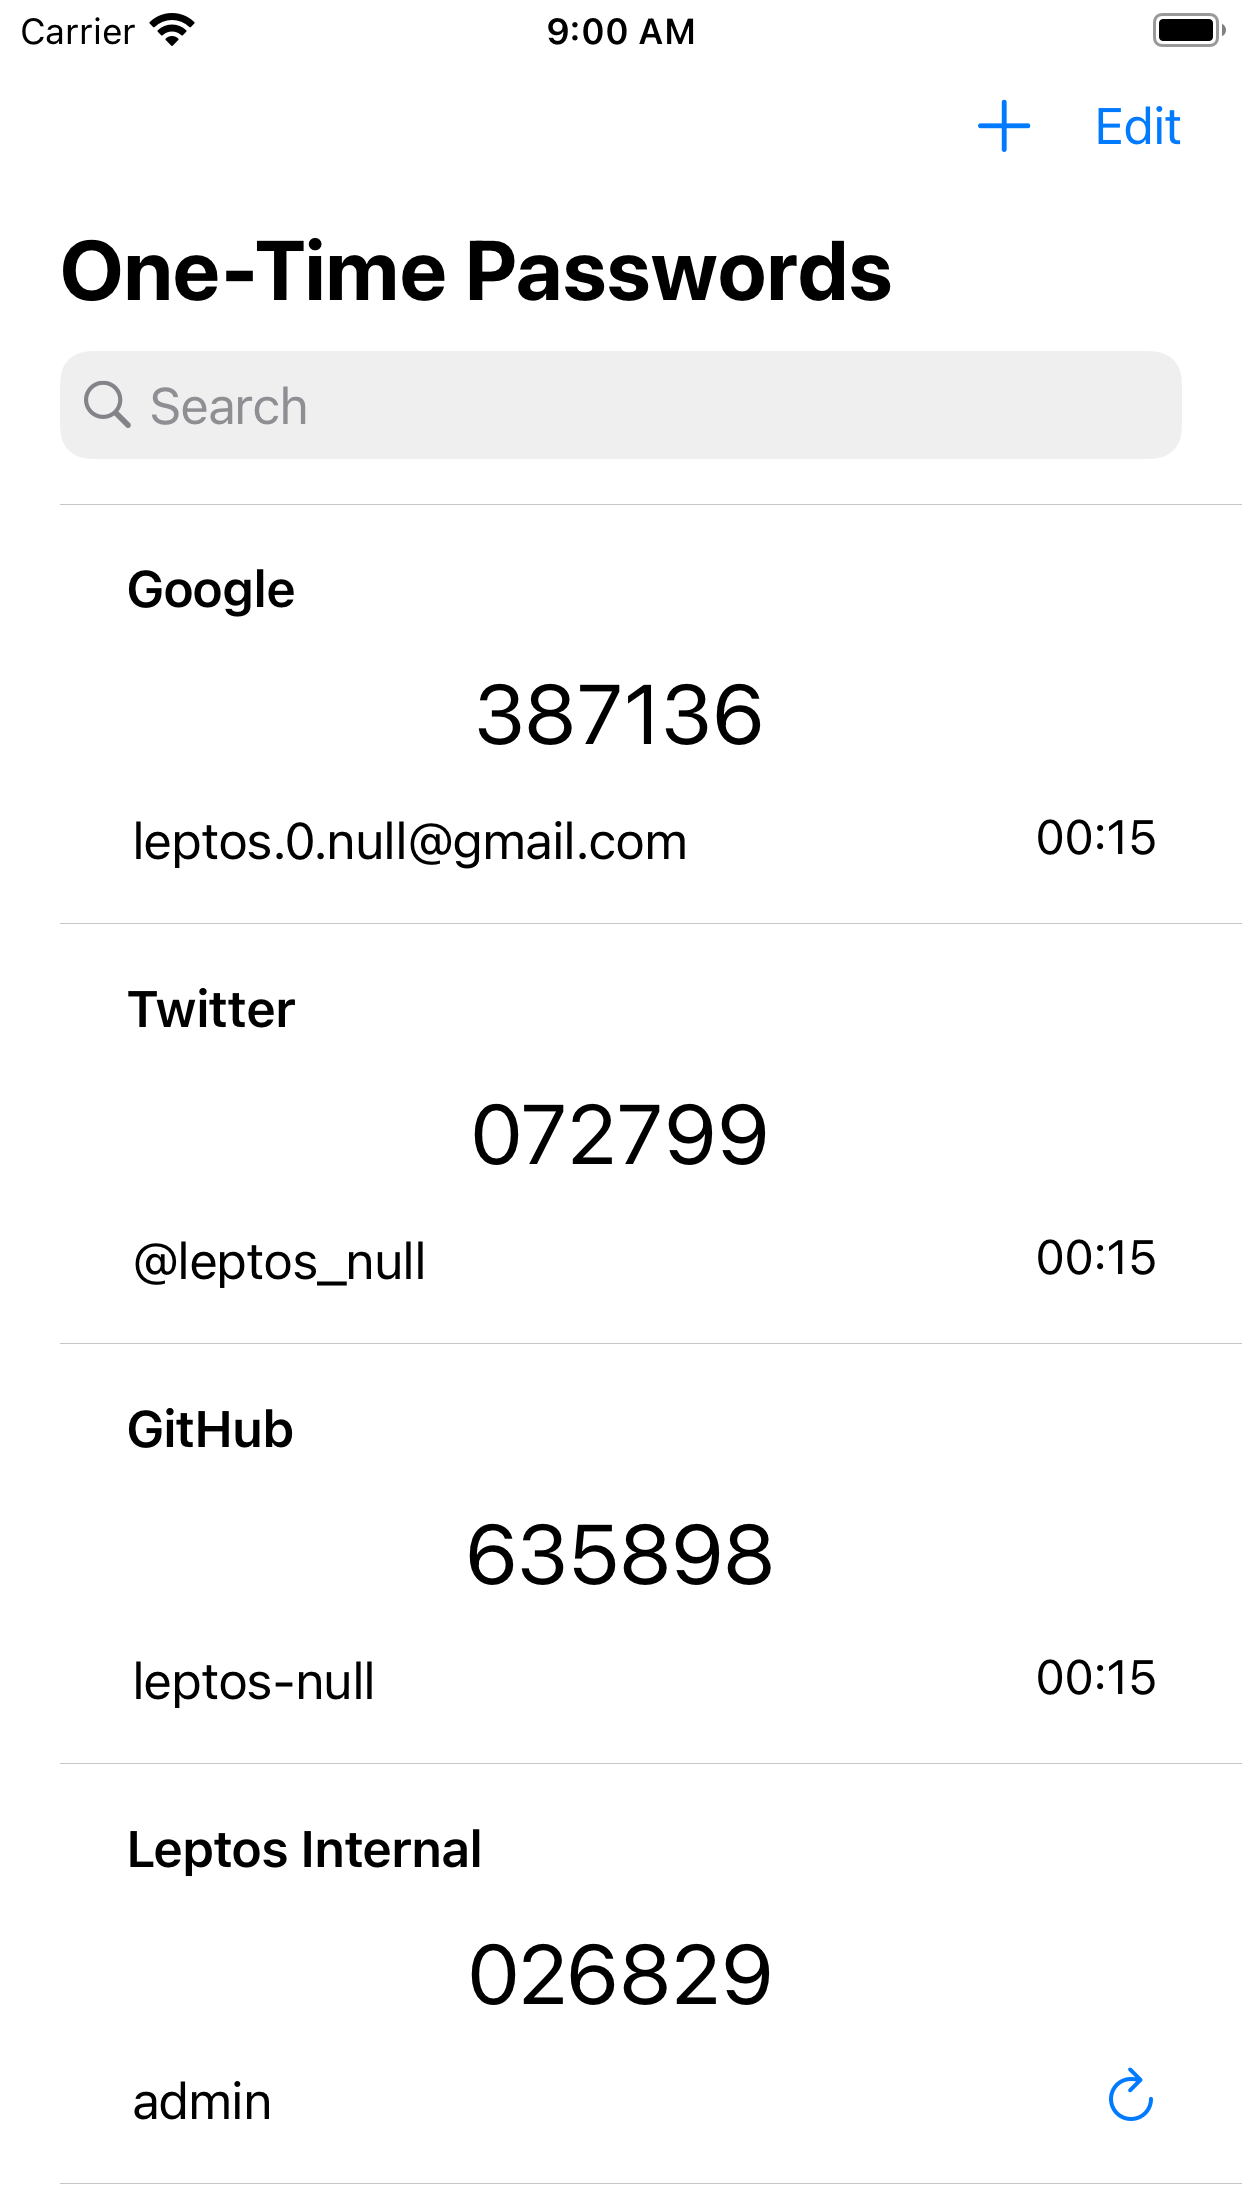 Carrier 9:00 AM
Edit
One-Time Passwords
Search
Google
387136
leptos.0.null@gmail.com 00:15
Twitter
072799
@leptos_null 00:15
GitHub
635898
leptos-null 00:15
Leptos Internal
026829
admin